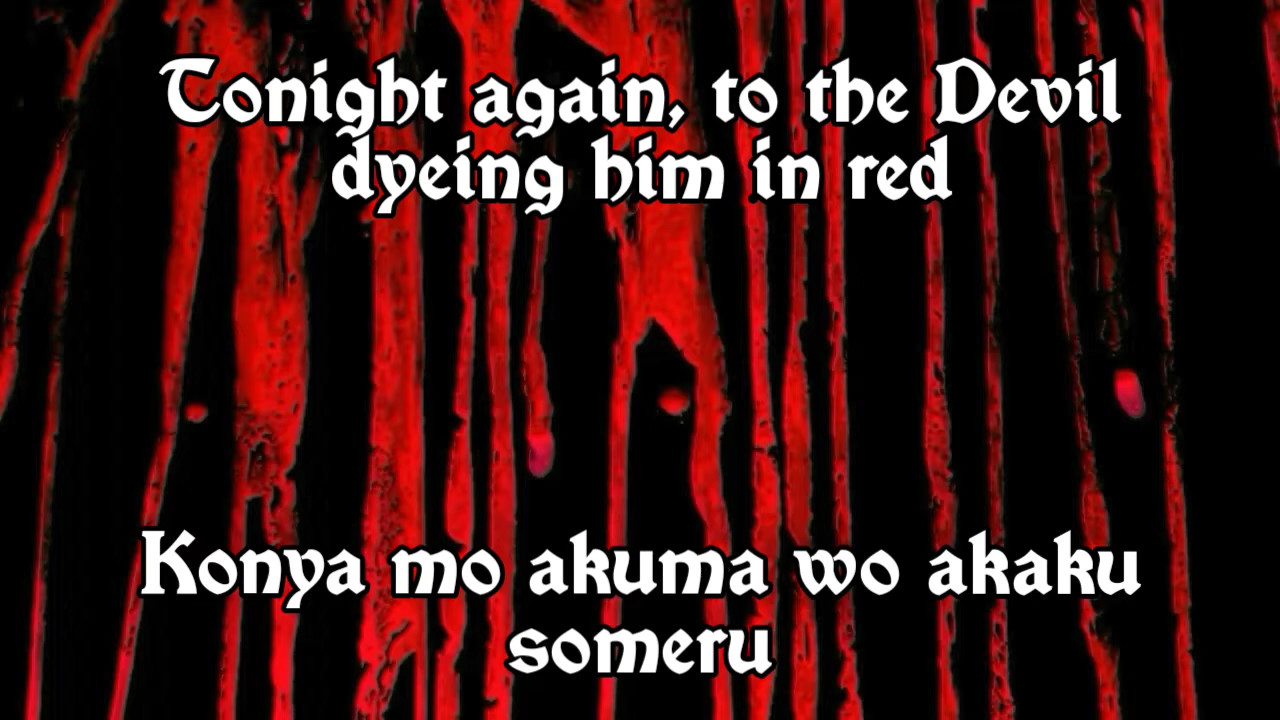 Tonight again, to the Devil
dyeing him in red
Konya mo akuma wo akaku
someru